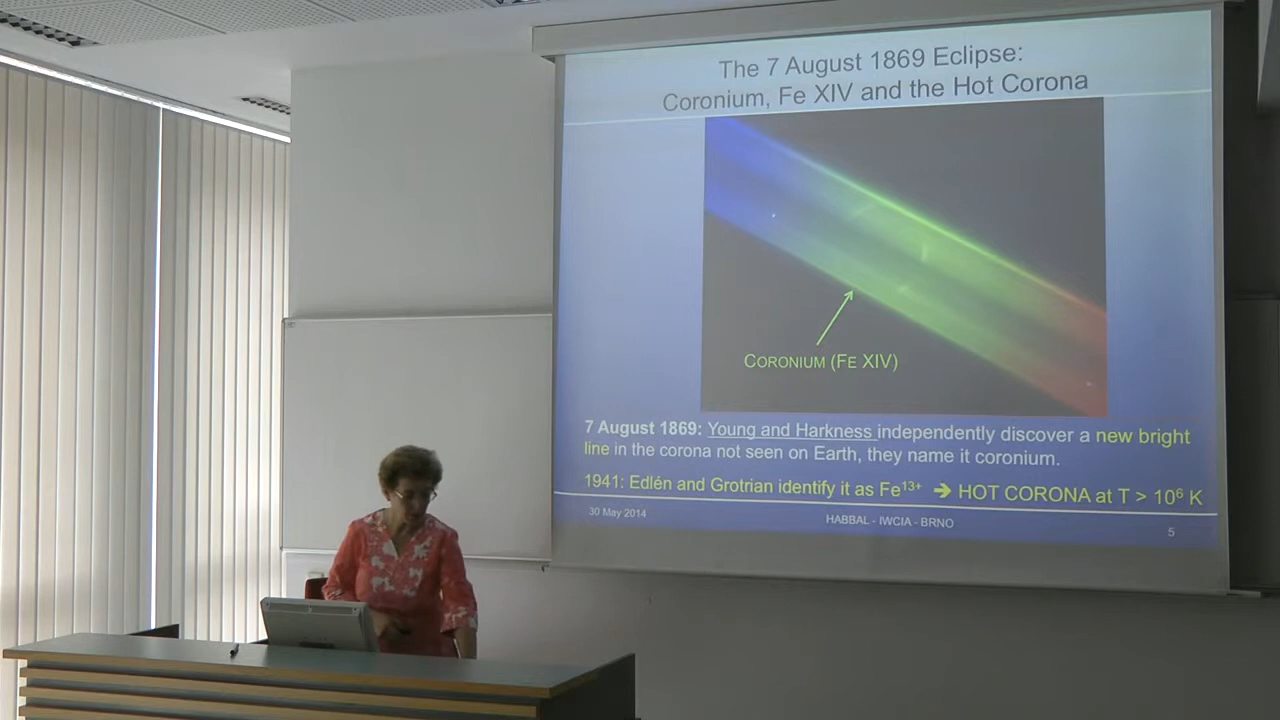 The 7 August 1869 Eclipse:
Coronium, Fe XIV and the Hot Corona
CORONIUM (FE XIV)
7 August 1869: Young and Harkness independently discover a new bright
line in the corona not seen on Earth, they name it coronium.
1941: Edlén and Grotrian identify it as Fe¹³⁺ ➔ HOT CORONA at T > 10⁶ K
30 May 2014
HABBAL - IWCIA - BRNO
5